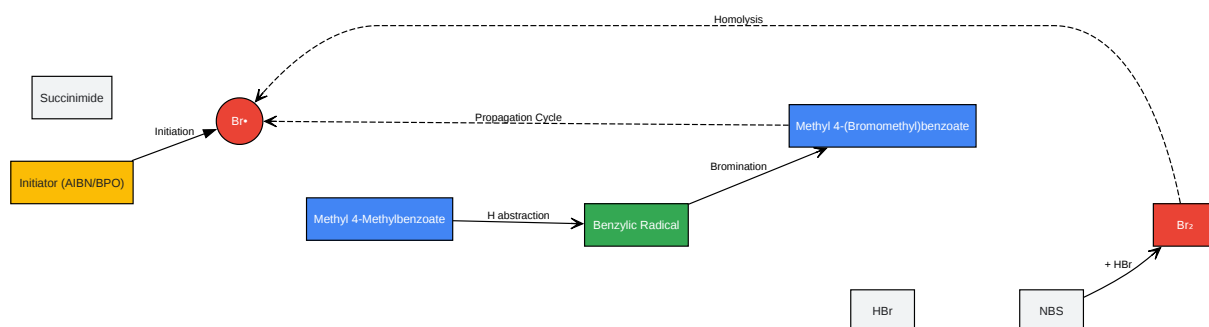 Homolysis
Succinimide
Br•
Propagation Cycle
Methyl 4-(Bromomethyl)benzoate
Initiation
Initiator (AIBN/BPO)
Bromination
Methyl 4-Methylbenzoate
H abstraction
Benzylic Radical
Br₂
+ HBr
HBr
NBS